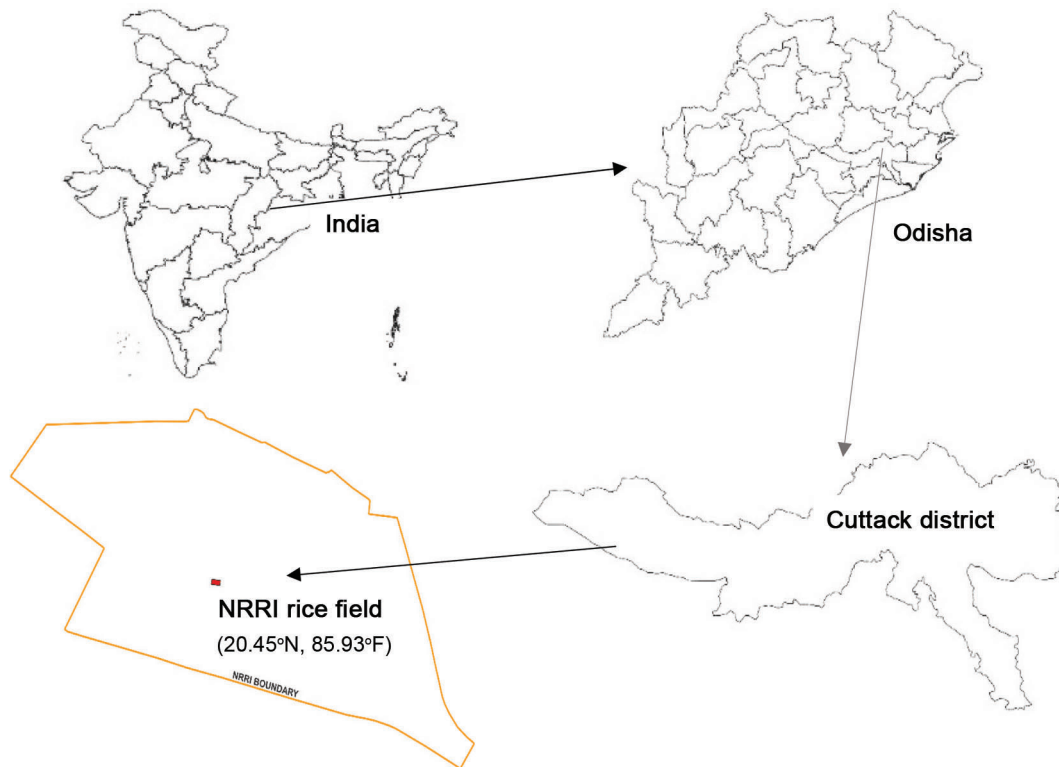 India
Odisha
Cuttack district
NRRI rice field
(20.45°N, 85.93°F)
NRRI BOUNDARY